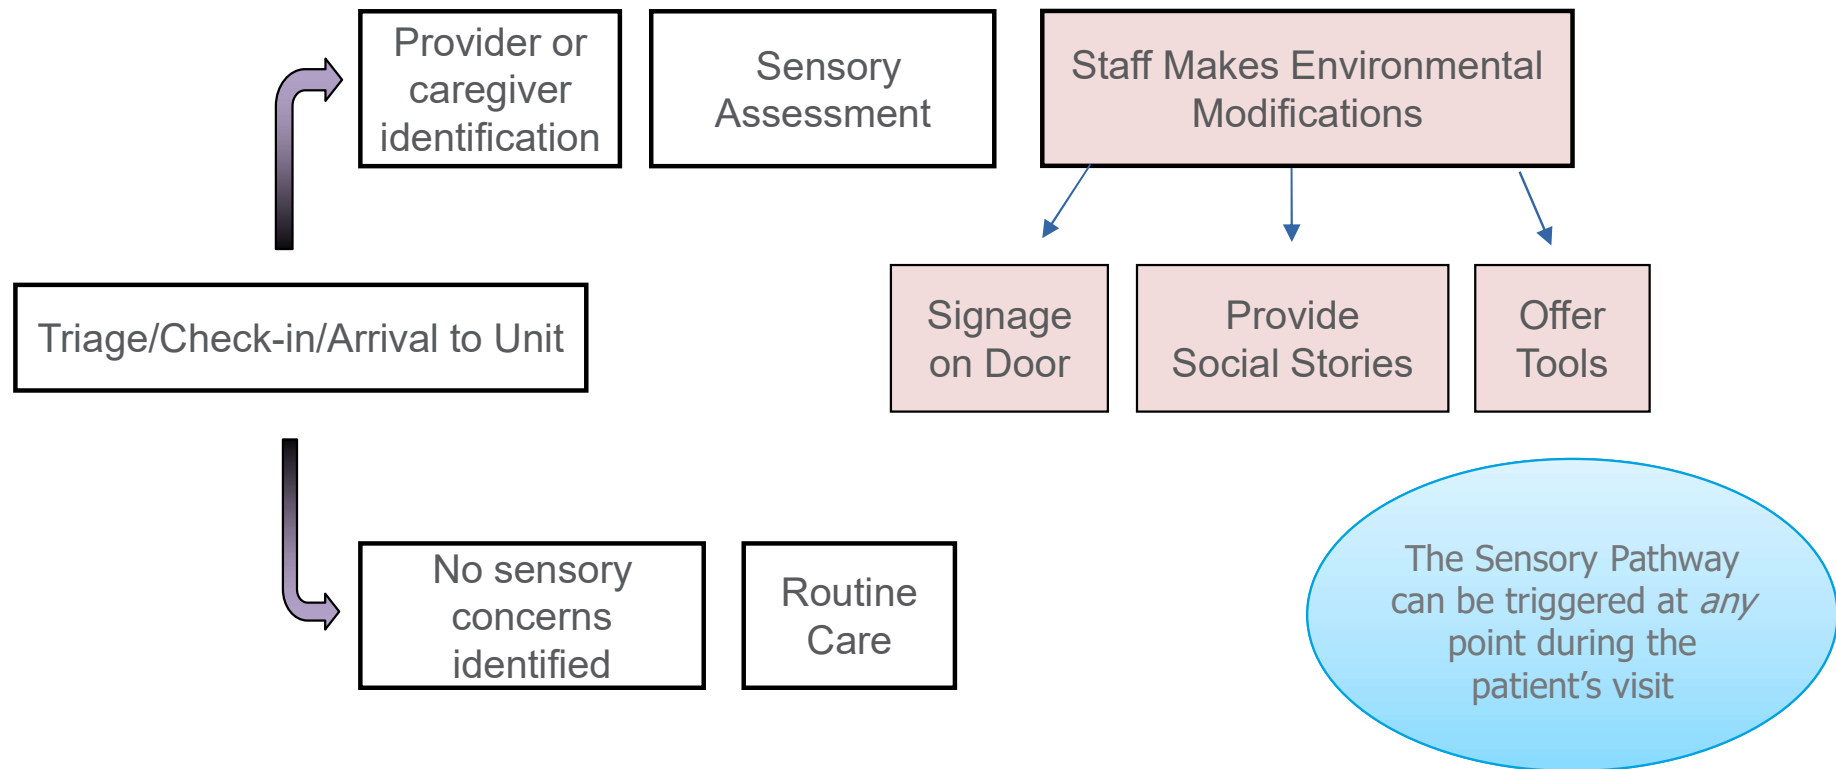 Provider or
caregiver
identification
Sensory
Assessment
Staff Makes Environmental
Modifications
Triage/Check-in/Arrival to Unit
Signage
on Door
Provide
Social Stories
Offer
Tools
No sensory
concerns
identified
Routine
Care
The Sensory Pathway
can be triggered at any
point during the
patient’s visit